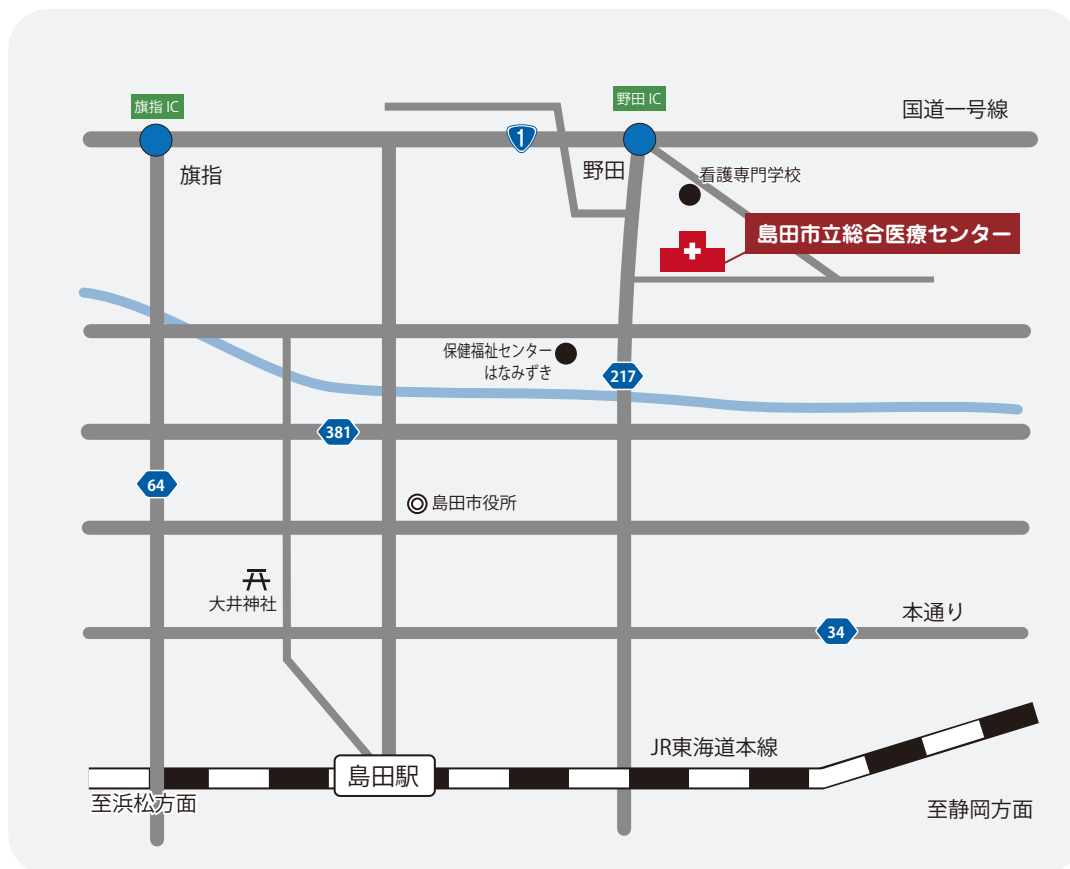 旗指 IC
野田 IC
国道一号線
1
旗指
野田
看護専門学校
島田市立総合医療センター
保健福祉センター
はなみずき
217
381
64
島田市役所
大井神社
本通り
34
JR東海道本線
島田駅
至浜松方面
至静岡方面